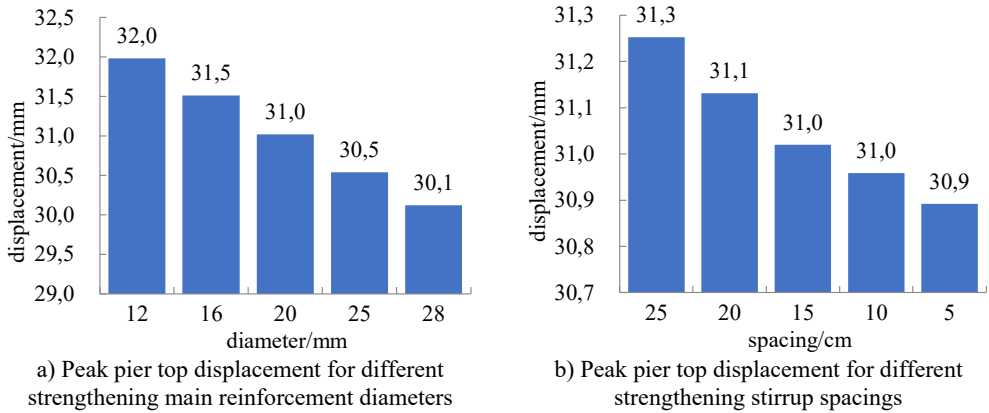 32,5
32,0
31,5
31,0
30,5
30,0
29,5
29,0
displacement/mm
32,0
31,5
31,0
30,5
30,1
12 16 20 25 28
diameter/mm
a) Peak pier top displacement for different
strengthening main reinforcement diameters
31,3
31,2
31,1
31,0
30,9
30,8
30,7
displacement/mm
31,3
31,1
31,0
31,0
30,9
25 20 15 10 5
spacing/cm
b) Peak pier top displacement for different
strengthening stirrup spacings